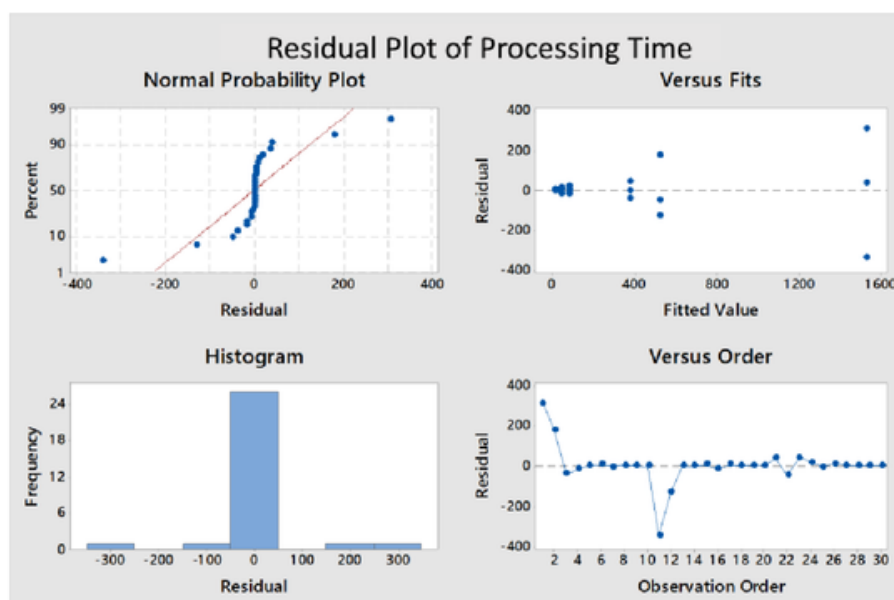 Residual Plot of Processing Time
Normal Probability Plot
99
90
50
10
1
Percent
-400 -200 0 200 400
Residual
Versus Fits
400
200
0
-200
-400
Residual
0 400 800 1200 1600
Fitted Value
Histogram
24
18
12
6
0
Frequency
-300 -200 -100 0 100 200 300
Residual
Versus Order
400
200
0
-200
-400
Residual
2 4 6 8 10 12 14 16 18 20 22 24 26 28 30
Observation Order